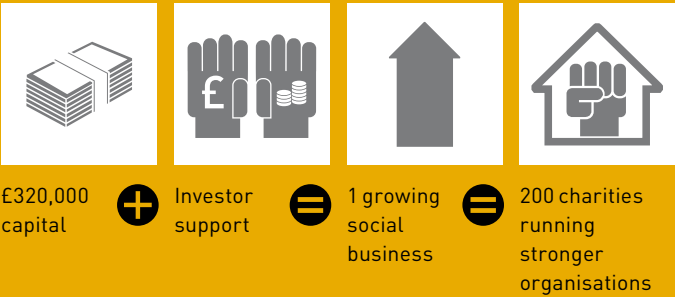 £
£320,000
capital
+
Investor
support
=
1 growing
social
business
=
200 charities
running
stronger
organisations